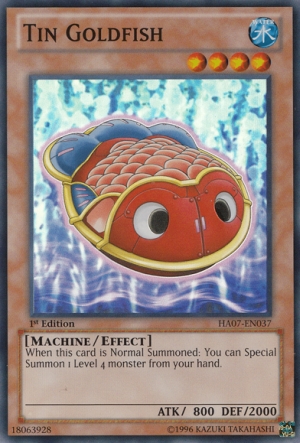 TIN GOLDFISH
WATER
水
1st Edition
HA07-EN037
[MACHINE/EFFECT]
When this card is Normal Summoned: You can Special
Summon 1 Level 4 monster from your hand.
ATK/ 800 DEF/2000
18063928
©1996 KAZUKI TAKAHASHI